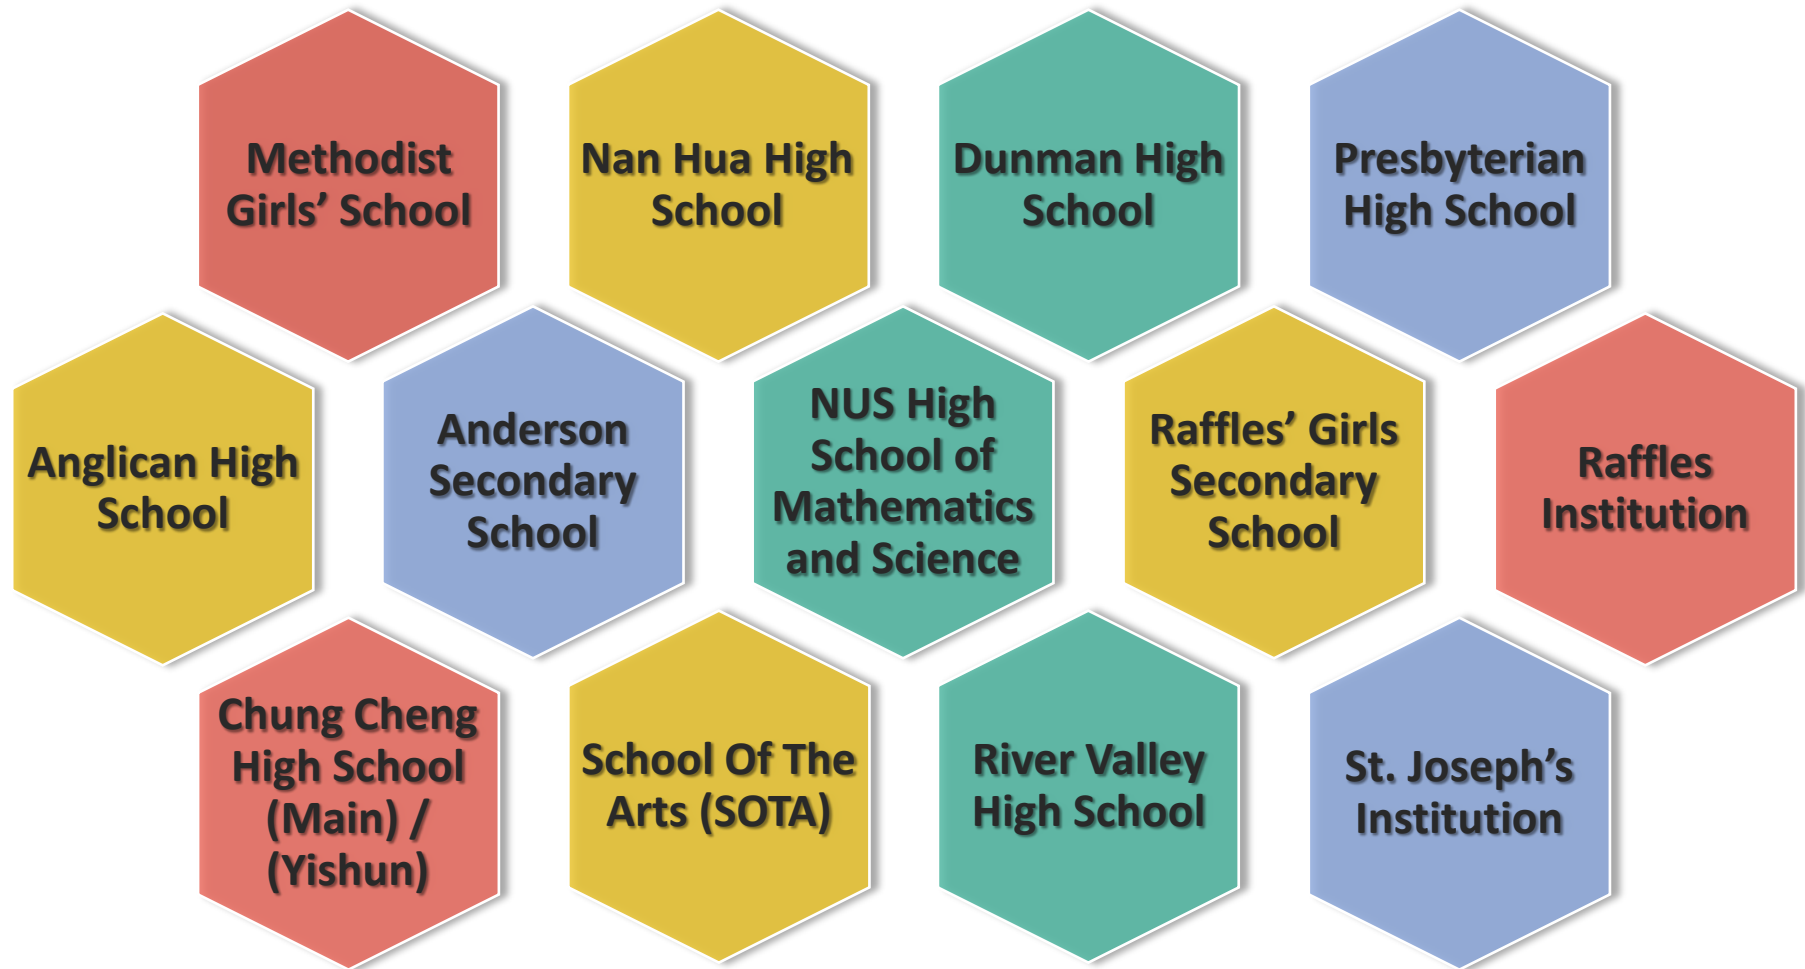 Methodist
Girls’ School
Nan Hua High
School
Dunman High
School
Presbyterian
High School
Anglican High
School
Anderson
Secondary
School
NUS High
School of
Mathematics
and Science
Raffles’ Girls
Secondary
School
Raffles
Institution
Chung Cheng
High School
(Main) /
(Yishun)
School Of The
Arts (SOTA)
River Valley
High School
St. Joseph’s
Institution